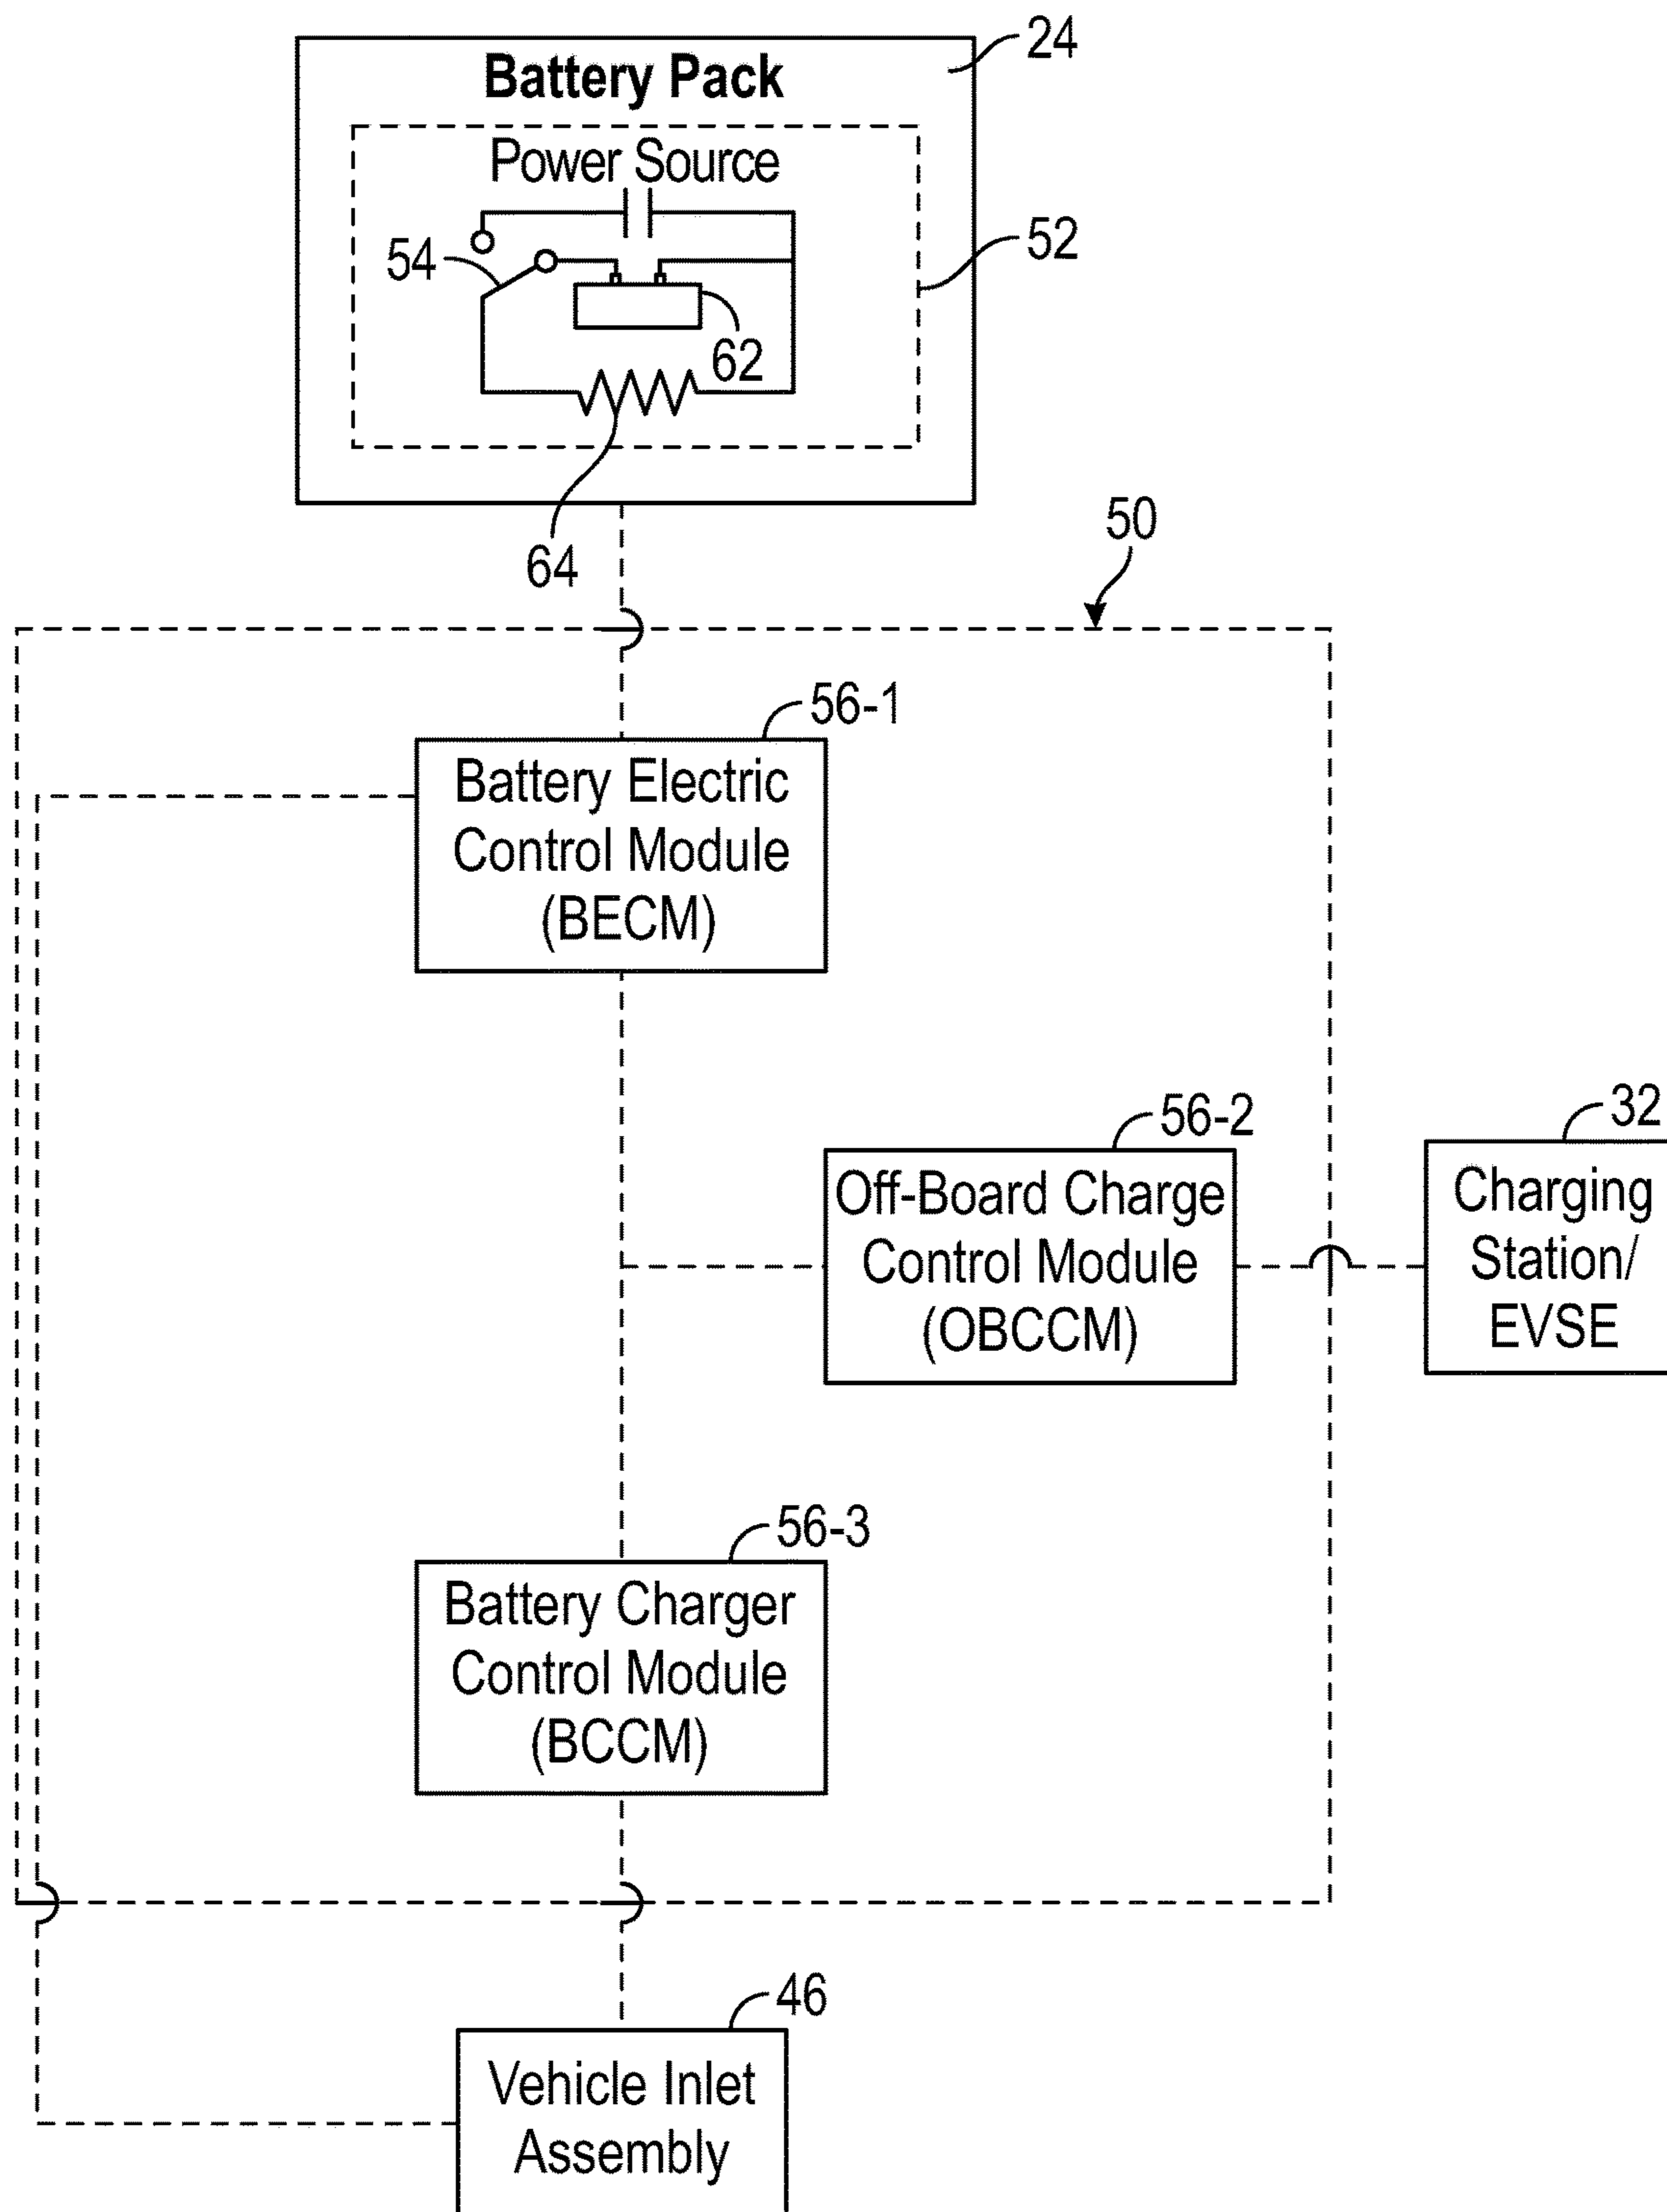 24
Battery Pack
Power Source
52
54
62
64
50
56-1
Battery Electric
Control Module
(BECM)
56-2
32
Off-Board Charge
Control Module
(OBCCM)
Charging
Station/
EVSE
56-3
Battery Charger
Control Module
(BCCM)
46
Vehicle Inlet
Assembly